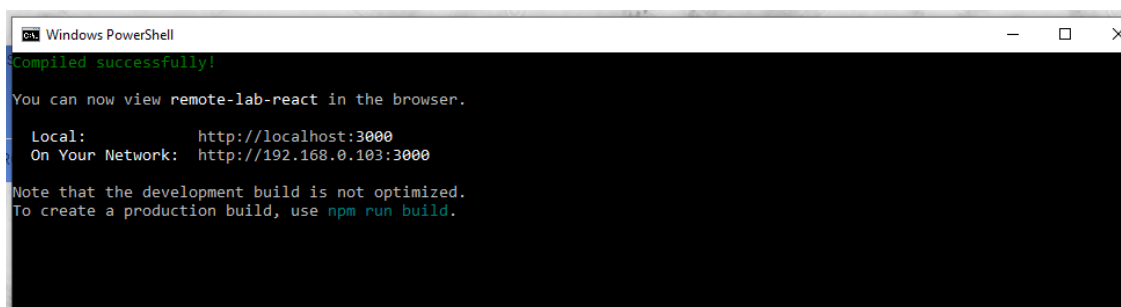 Windows PowerShell
Compiled successfully!
You can now view remote-lab-react in the browser.
Local: http://localhost:3000
On Your Network: http://192.168.0.103:3000
Note that the development build is not optimized.
To create a production build, use npm run build.